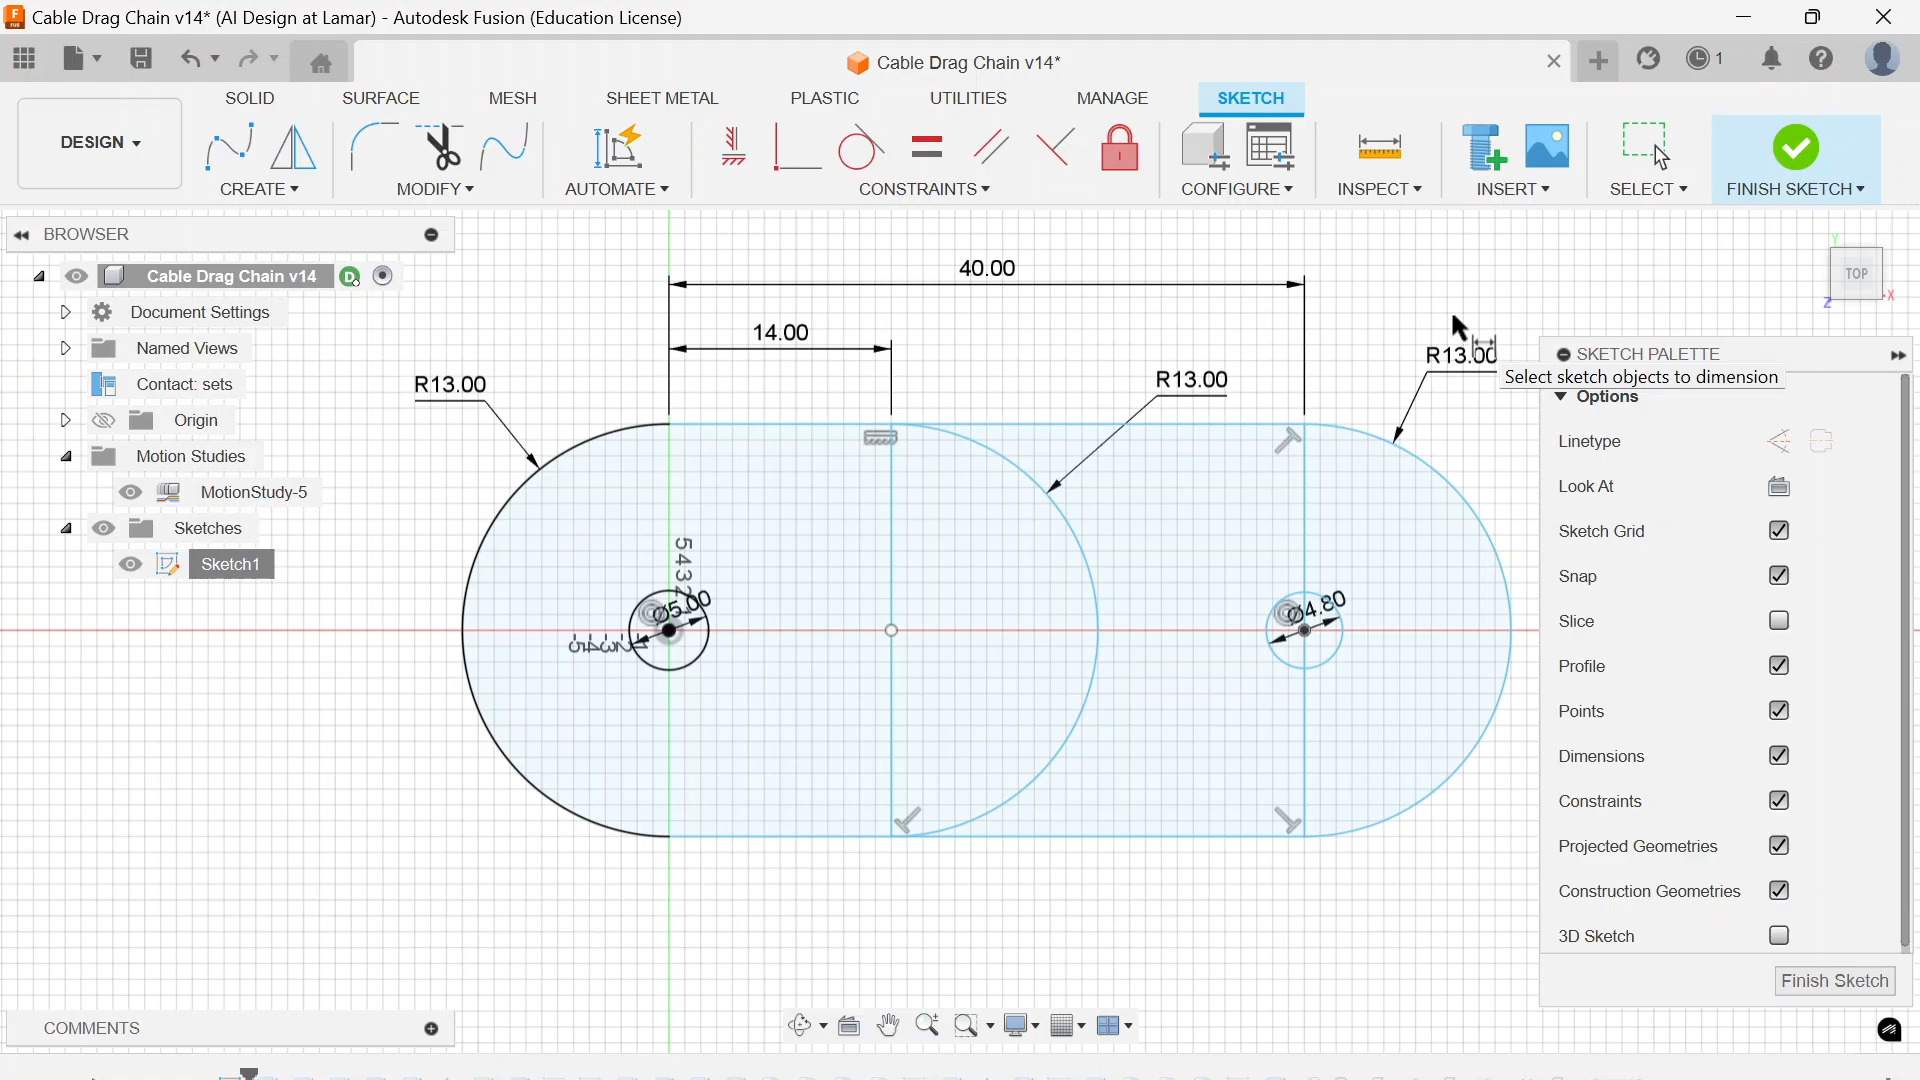 Cable Drag Chain v14* (AI Design at Lamar) - Autodesk Fusion (Education License)
Cable Drag Chain v14*
1
SOLID SURFACE MESH SHEET METAL PLASTIC UTILITIES MANAGE SKETCH
DESIGN
CREATE MODIFY AUTOMATE CONSTRAINTS CONFIGURE INSPECT INSERT SELECT FINISH SKETCH
BROWSER
Cable Drag Chain v14
D
Document Settings
Named Views
Contact: sets
Origin
Motion Studies
MotionStudy-5
Sketches
Sketch1
40.00
14.00
R13.00
R13.00
R13.00
Ø5.00
Ø4.80
Y
TOP
X
Z
SKETCH PALETTE
Select sketch objects to dimension
Options
Linetype
Look At
Sketch Grid
Snap
Slice
Profile
Points
Dimensions
Constraints
Projected Geometries
Construction Geometries
3D Sketch
Finish Sketch
COMMENTS